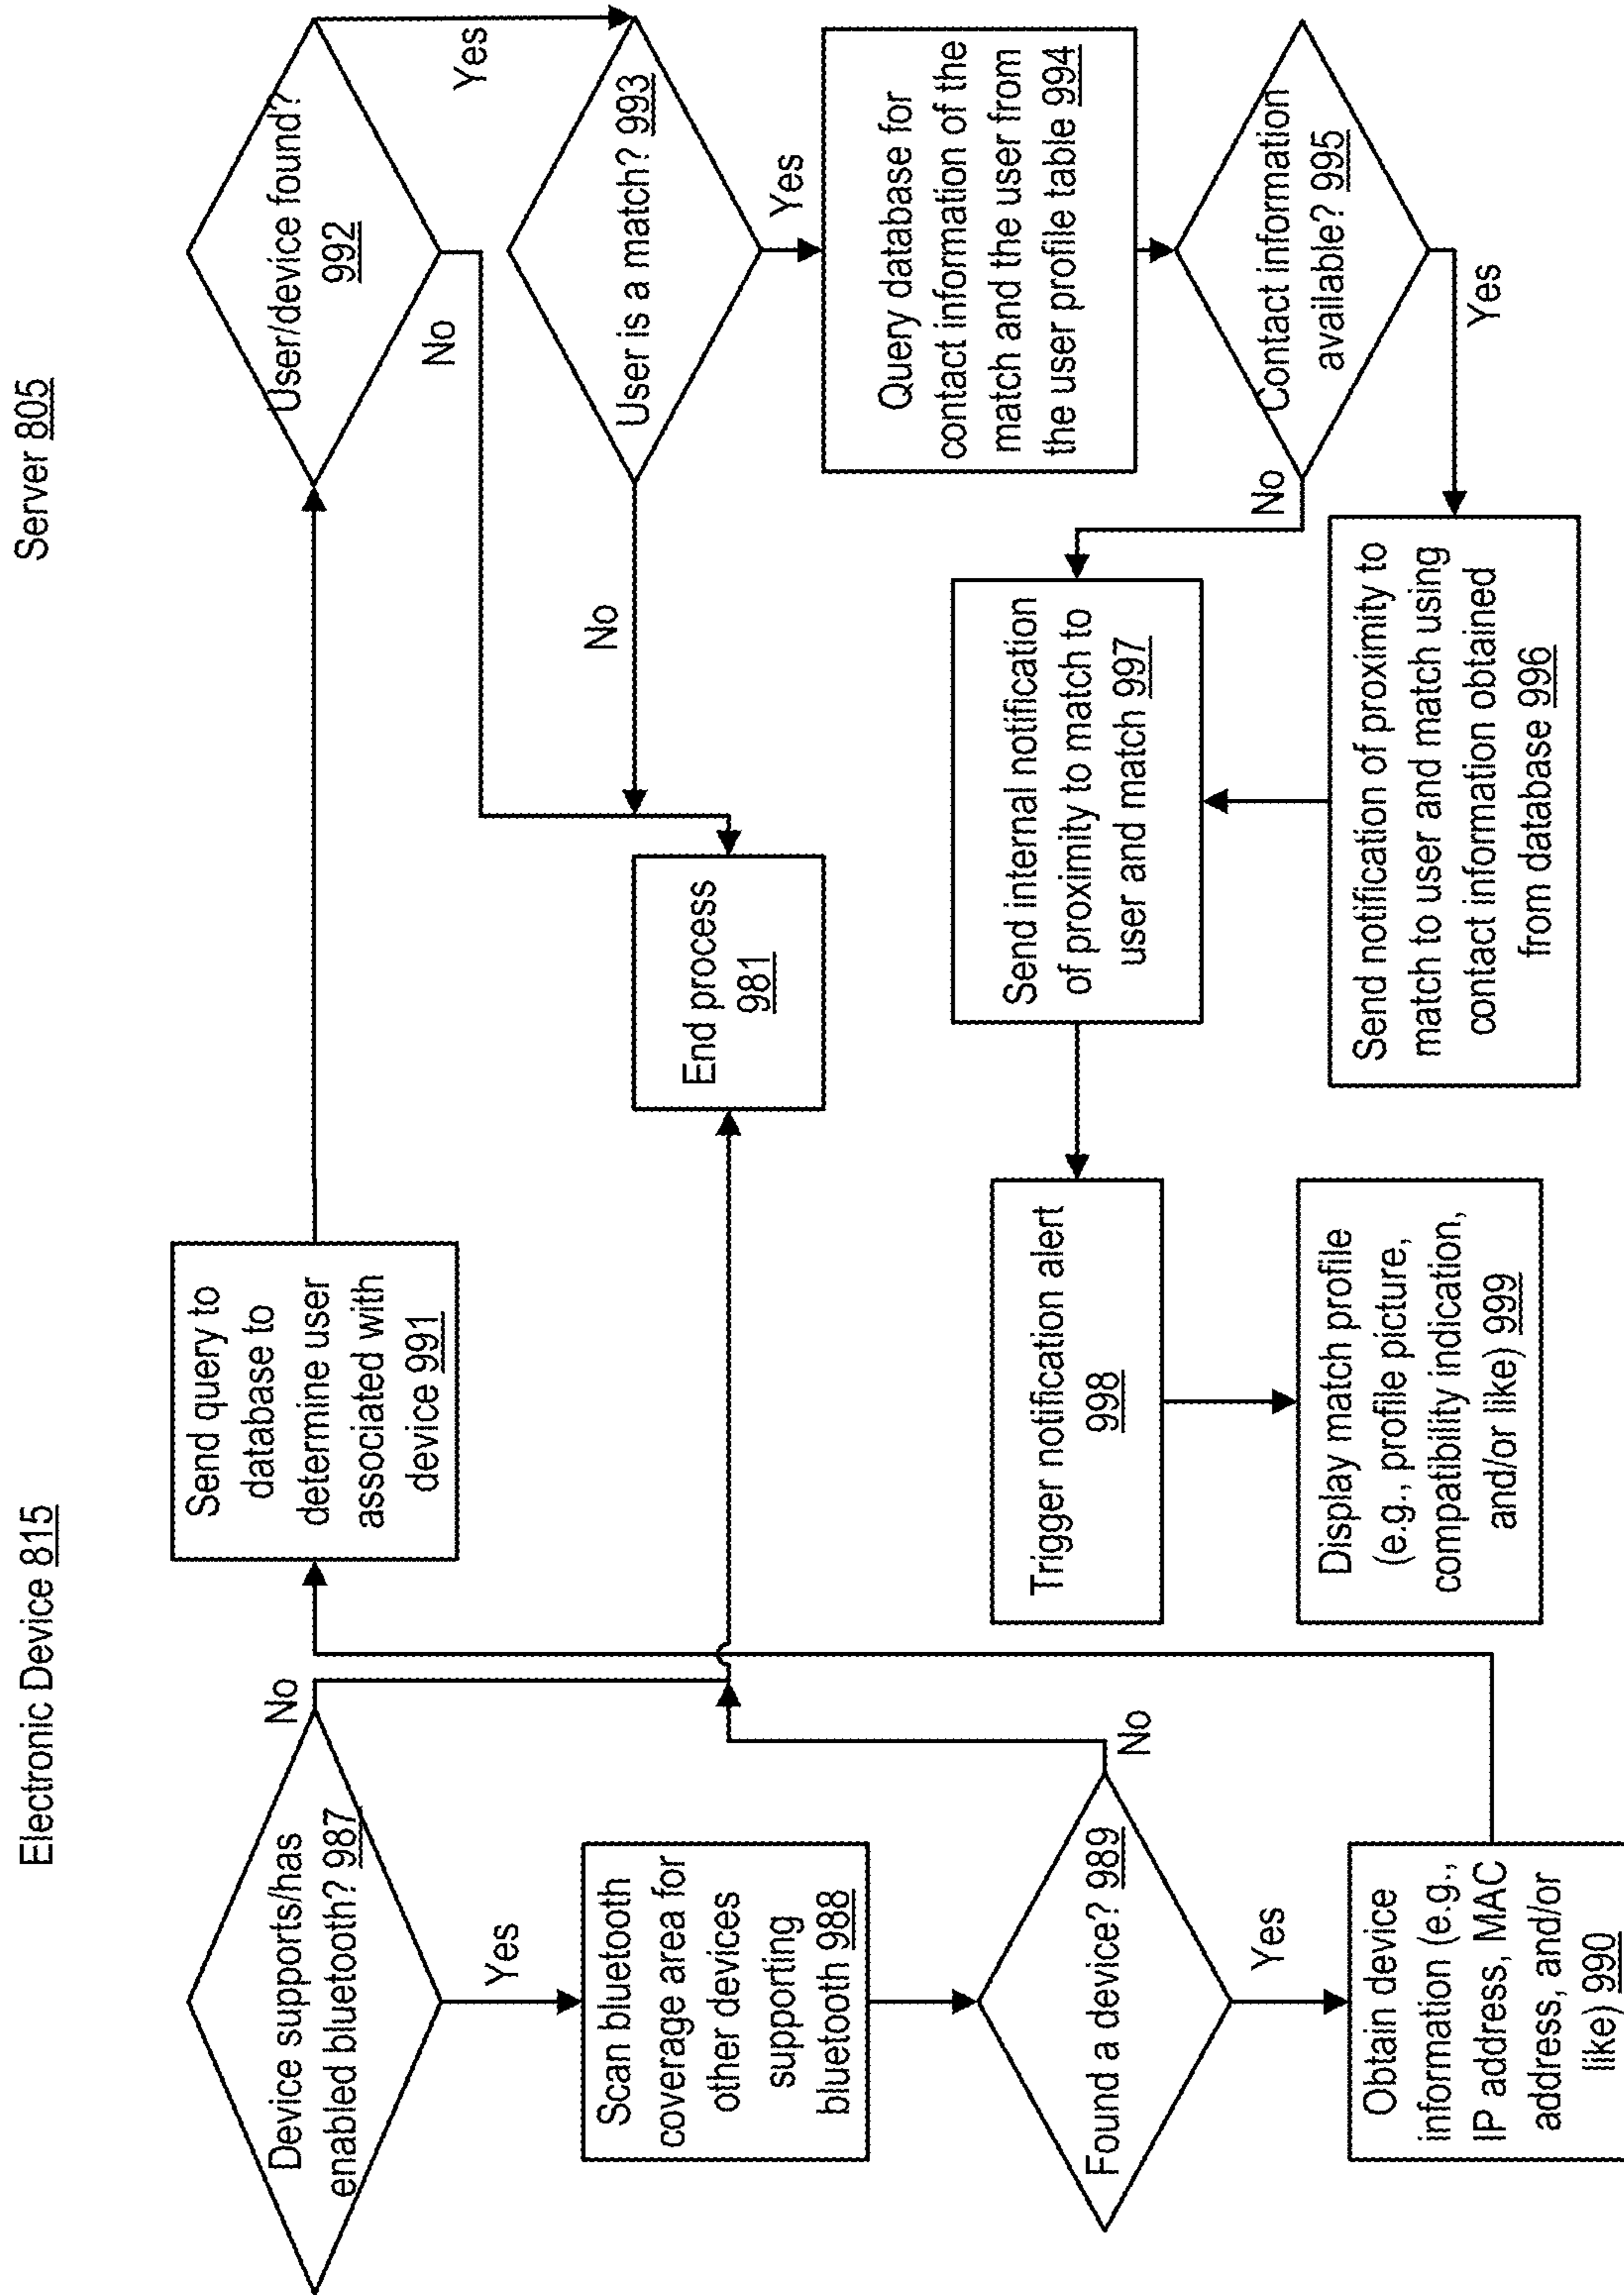 Electronic Device 815
Server 805
Device supports/has
enabled bluetooth? 987
No
Yes
Scan bluetooth
coverage area for
other devices
supporting
bluetooth 988
Found a device? 989
No
Yes
Obtain device
information (e.g.,
IP address, MAC
address, and/or
like) 990
Send query to
database to
determine user
associated with
device 991
User/device found?
992
Yes
No
User is a match? 993
No
Yes
End process
981
Query database for
contact information of the
match and the user from
the user profile table 994
Contact information
available? 995
No
Yes
Send notification of proximity to
match to user and match using
contact information obtained
from database 996
Send internal notification
of proximity to match to
user and match 997
Trigger notification alert
998
Display match profile
(e.g., profile picture,
compatibility indication,
and/or like) 999